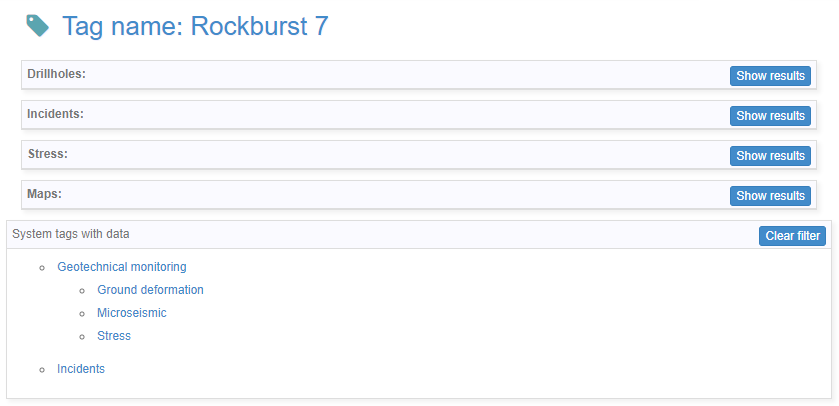 Tag name: Rockburst 7
Drillholes: Show results
Incidents: Show results
Stress: Show results
Maps: Show results
System tags with data Clear filter
Geotechnical monitoring
Ground deformation
Microseismic
Stress
Incidents